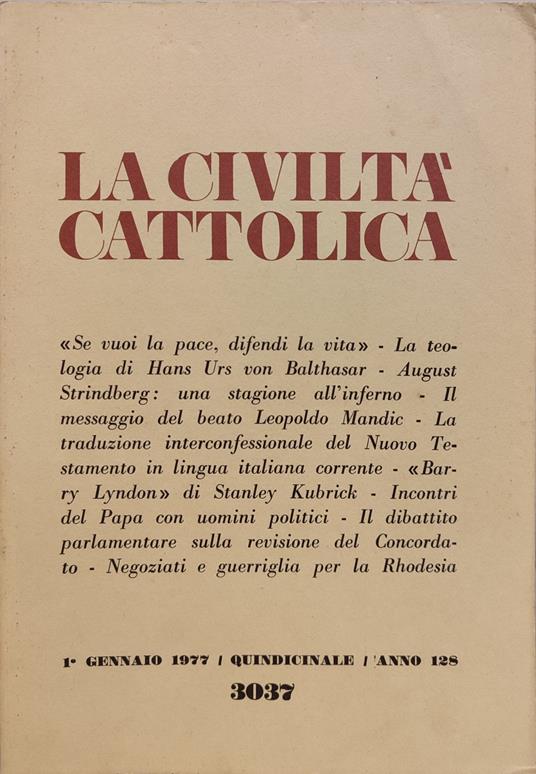 LA CIVILTÀ
CATTOLICA
«Se vuoi la pace, difendi la vita» - La teo-
logia di Hans Urs von Balthasar - August
Strindberg: una stagione all'inferno - Il
messaggio del beato Leopoldo Mandic - La
traduzione interconfessionale del Nuovo Te-
stamento in lingua italiana corrente - «Bar-
ry Lyndon» di Stanley Kubrick - Incontri
del Papa con uomini politici - Il dibattito
parlamentare sulla revisione del Concorda-
to - Negoziati e guerriglia per la Rhodesia
1° GENNAIO 1977 / QUINDICINALE / ANNO 128
3037